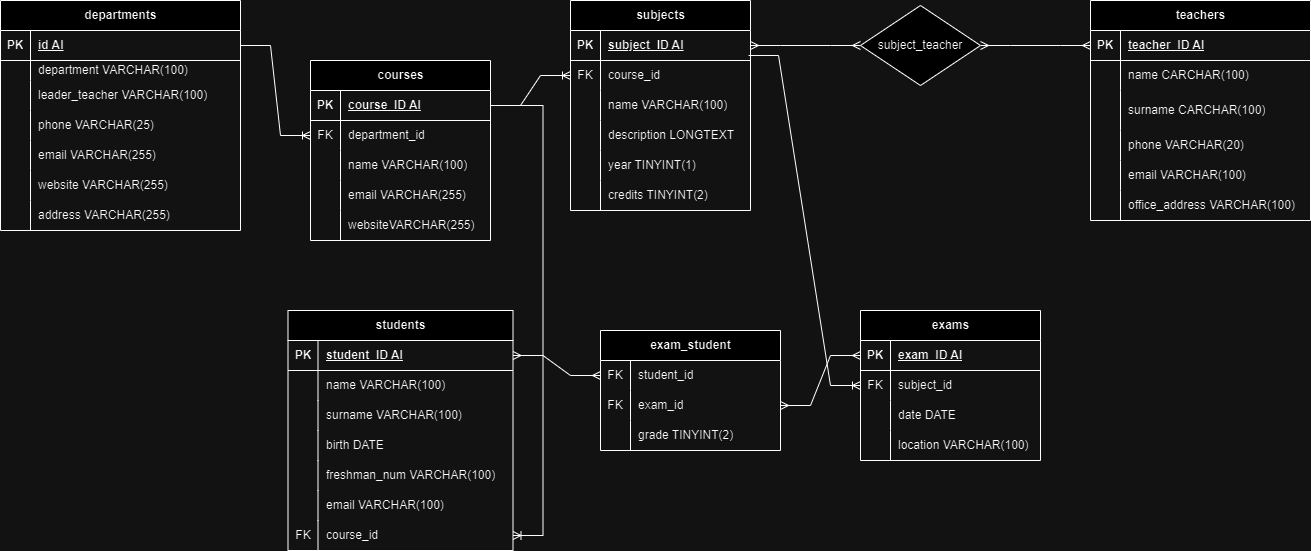 departments
PK id AI
department VARCHAR(100)
leader_teacher VARCHAR(100)
phone VARCHAR(25)
email VARCHAR(255)
website VARCHAR(255)
address VARCHAR(255)
courses
PK course_ID AI
FK department_id
name VARCHAR(100)
email VARCHAR(255)
websiteVARCHAR(255)
subjects
PK subject_ID AI
FK course_id
name VARCHAR(100)
description LONGTEXT
year TINYINT(1)
credits TINYINT(2)
subject_teacher
teachers
PK teacher_ID AI
name CARCHAR(100)
surname CARCHAR(100)
phone VARCHAR(20)
email VARCHAR(100)
office_address VARCHAR(100)
students
PK student_ID AI
name VARCHAR(100)
surname VARCHAR(100)
birth DATE
freshman_num VARCHAR(100)
email VARCHAR(100)
FK course_id
exam_student
FK student_id
FK exam_id
grade TINYINT(2)
exams
PK exam_ID AI
FK subject_id
date DATE
location VARCHAR(100)